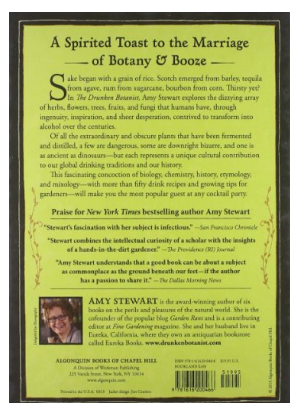 A Spirited Toast to the Marriage
of Botany & Booze
Sake began with a grain of rice. Scotch emerged from barley, tequila
from agave, rum from sugarcane, bourbon from corn. Thirsty yet?
In The Drunken Botanist, Amy Stewart explores the dizzying array
of herbs, flowers, trees, fruits, and fungi that humans have, through
ingenuity, inspiration, and sheer desperation, contrived to transform into
alcohol over the centuries.
Of all the extraordinary and obscure plants that have been fermented
and distilled, a few are dangerous, some are downright bizarre, and one is
as ancient as dinosaurs—but each represents a unique cultural contribution
to our global drinking traditions and our history.
This fascinating concoction of biology, chemistry, history, etymology,
and mixology—with more than fifty drink recipes and growing tips for
gardeners—will make you the most popular guest at any cocktail party.
Praise for New York Times bestselling author Amy Stewart
"Stewart's fascination with her subject is infectious." —San Francisco Chronicle
"Stewart combines the intellectual curiosity of a scholar with the insights
of a hands-in-the-dirt gardener." —The Providence (RI) Journal
"Amy Stewart understands that a good book can be about a subject
as commonplace as the ground beneath our feet—if the author
has a passion to share it." —The Dallas Morning News
AMY STEWART is the award-winning author of six
books on the perils and pleasures of the natural world. She is the
cofounder of the popular blog Garden Rant and is a contributing
editor at Fine Gardening magazine. She and her husband live in
Eureka, California, where they own an antiquarian bookstore
called Eureka Books. www.drunkenbotanist.com
ALGONQUIN BOOKS OF CHAPEL HILL
A Division of Workman Publishing
225 Varick Street, New York, NY 10014
www.algonquin.com